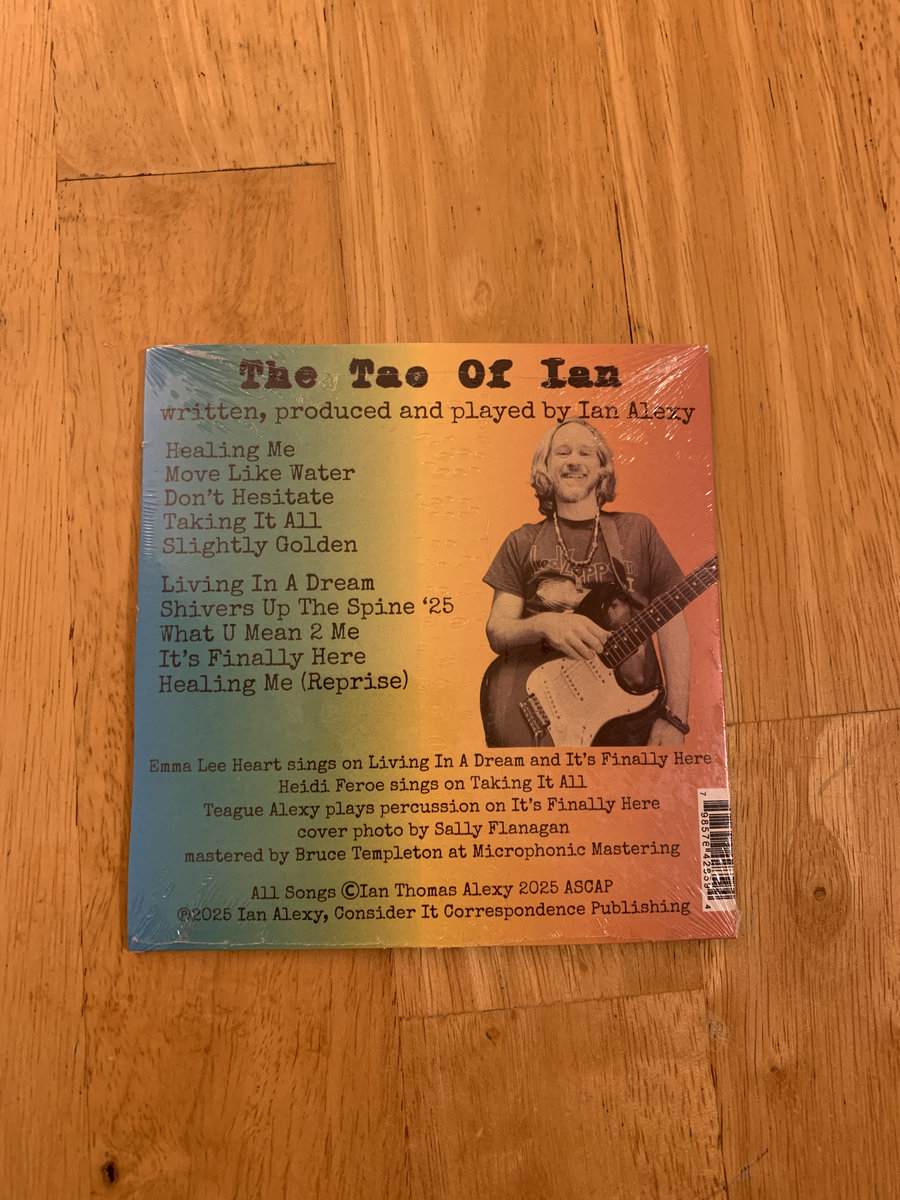 The Tao Of Ian
written, produced and played by Ian Alexy
Healing Me
Move Like Water
Don't Hesitate
Taking It All
Slightly Golden
Living In A Dream
Shivers Up The Spine ‘25
What U Mean 2 Me
It's Finally Here
Healing Me (Reprise)
Led Zeppelin
Emma Lee Heart sings on Living In A Dream and It's Finally Here
Heidi Feroe sings on Taking It All
Teague Alexy plays percussion on It's Finally Here
cover photo by Sally Flanagan
mastered by Bruce Templeton at Microphonic Mastering
All Songs ©Ian Thomas Alexy 2025 ASCAP
℗2025 Ian Alexy, Consider It Correspondence Publishing